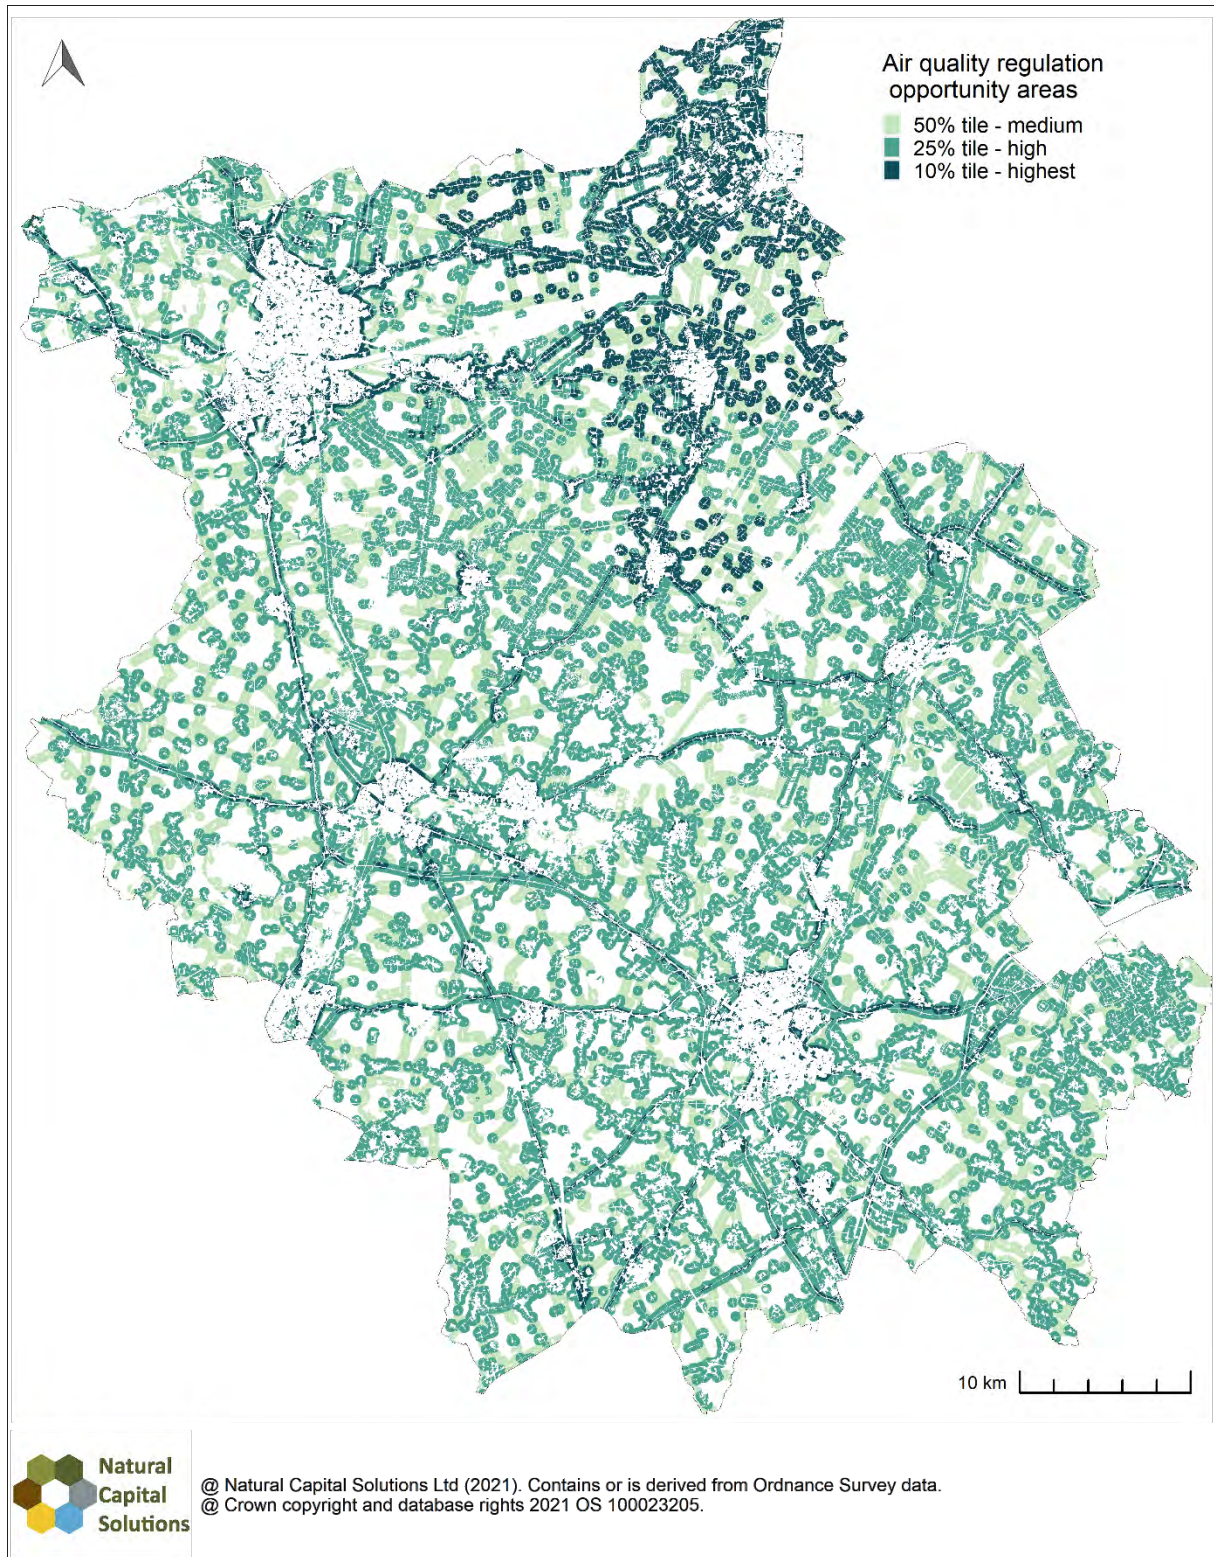 Air quality regulation
opportunity areas
50% tile - medium
25% tile - high
10% tile - highest
10 km
Natural
Capital
Solutions
@ Natural Capital Solutions Ltd (2021). Contains or is derived from Ordnance Survey data.
@ Crown copyright and database rights 2021 OS 100023205.